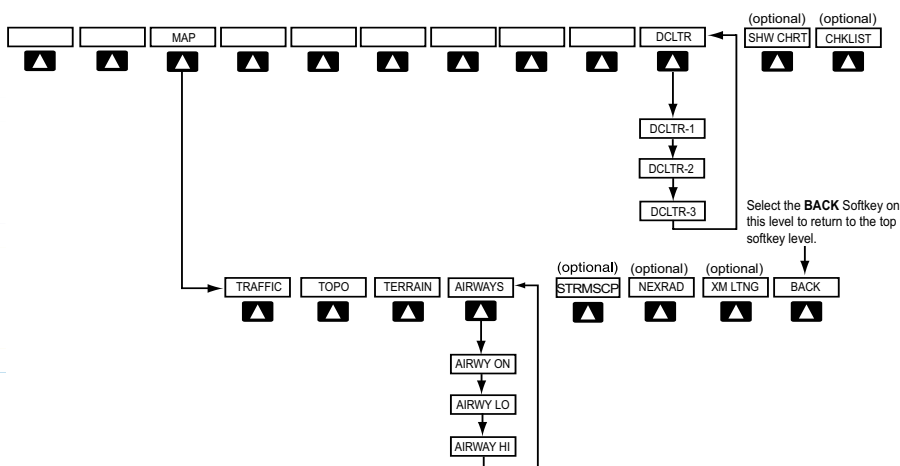 (optional) (optional)
MAP DCLTR SHW CHRT CHKLIST
DCLTR-1
DCLTR-2
DCLTR-3
Select the BACK Softkey on
this level to return to the top
softkey level.
(optional) (optional) (optional)
TRAFFIC TOPO TERRAIN AIRWAYS STRMSCP NEXRAD XM LTNG BACK
AIRWY ON
AIRWY LO
AIRWAY HI